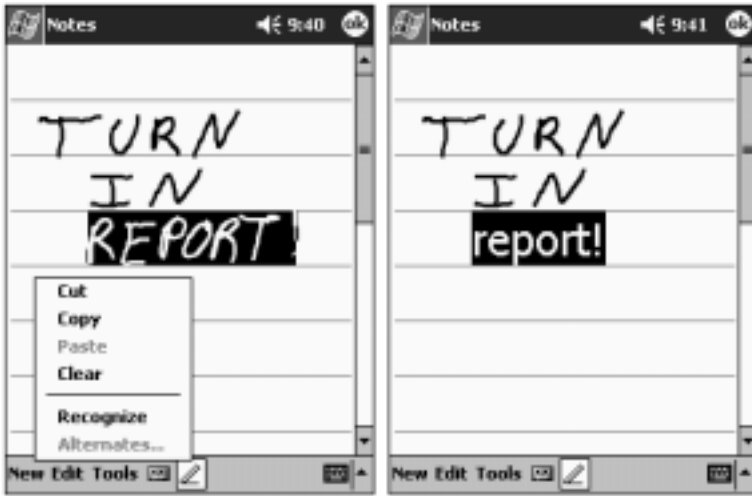 Notes 9:40 ok
TURN
IN
REPORT!
Cut
Copy
Paste
Clear
Recognize
Alternates...
New Edit Tools
Notes 9:41 ok
TURN
IN
report!
New Edit Tools